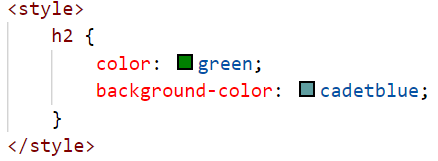 <style>
h2 {
color: green;
background-color: cadetblue;
}
</style>